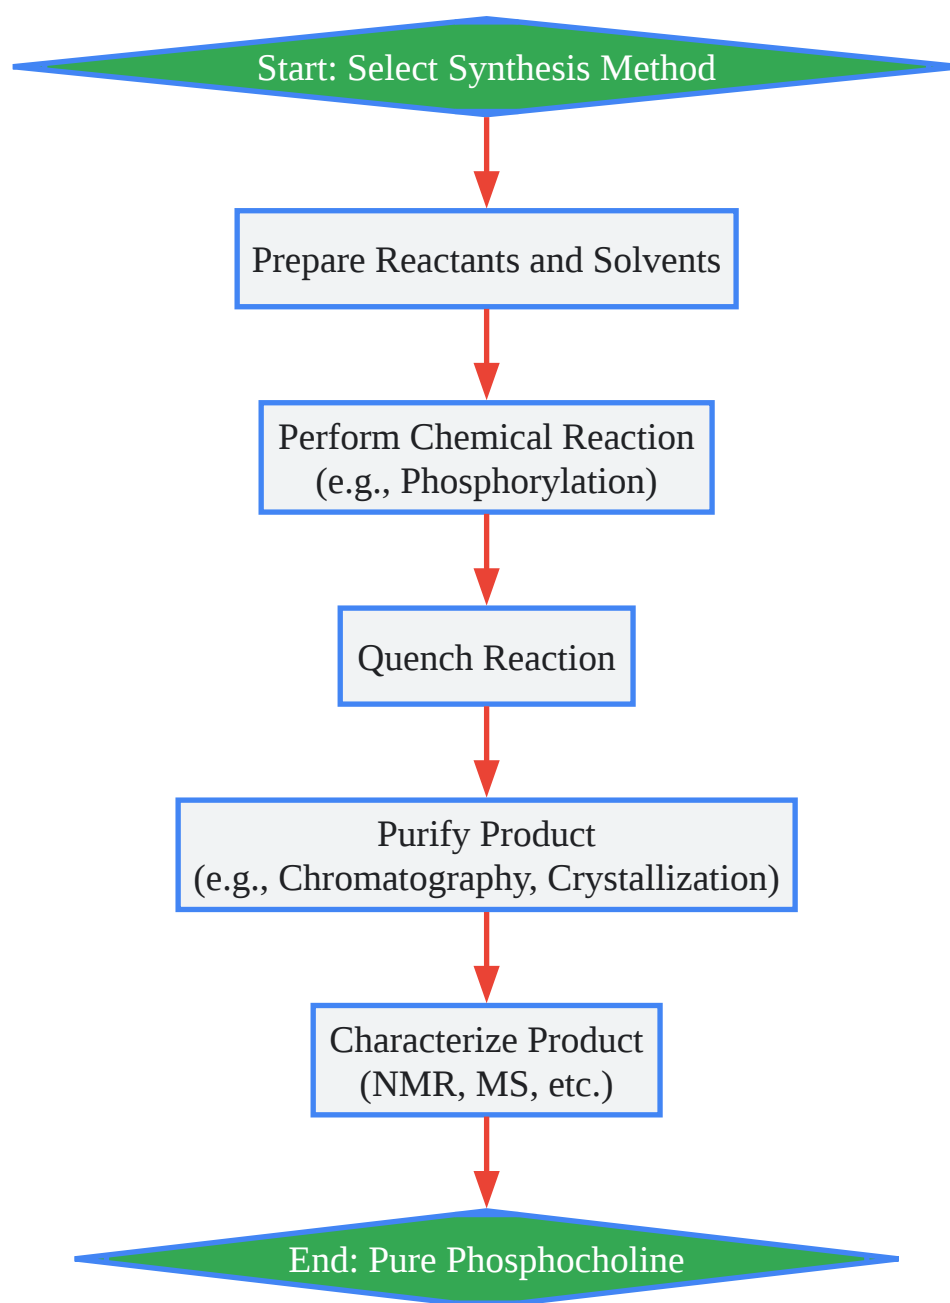 Start: Select Synthesis Method
Prepare Reactants and Solvents
Perform Chemical Reaction
(e.g., Phosphorylation)
Quench Reaction
Purify Product
(e.g., Chromatography, Crystallization)
Characterize Product
(NMR, MS, etc.)
End: Pure Phosphocholine